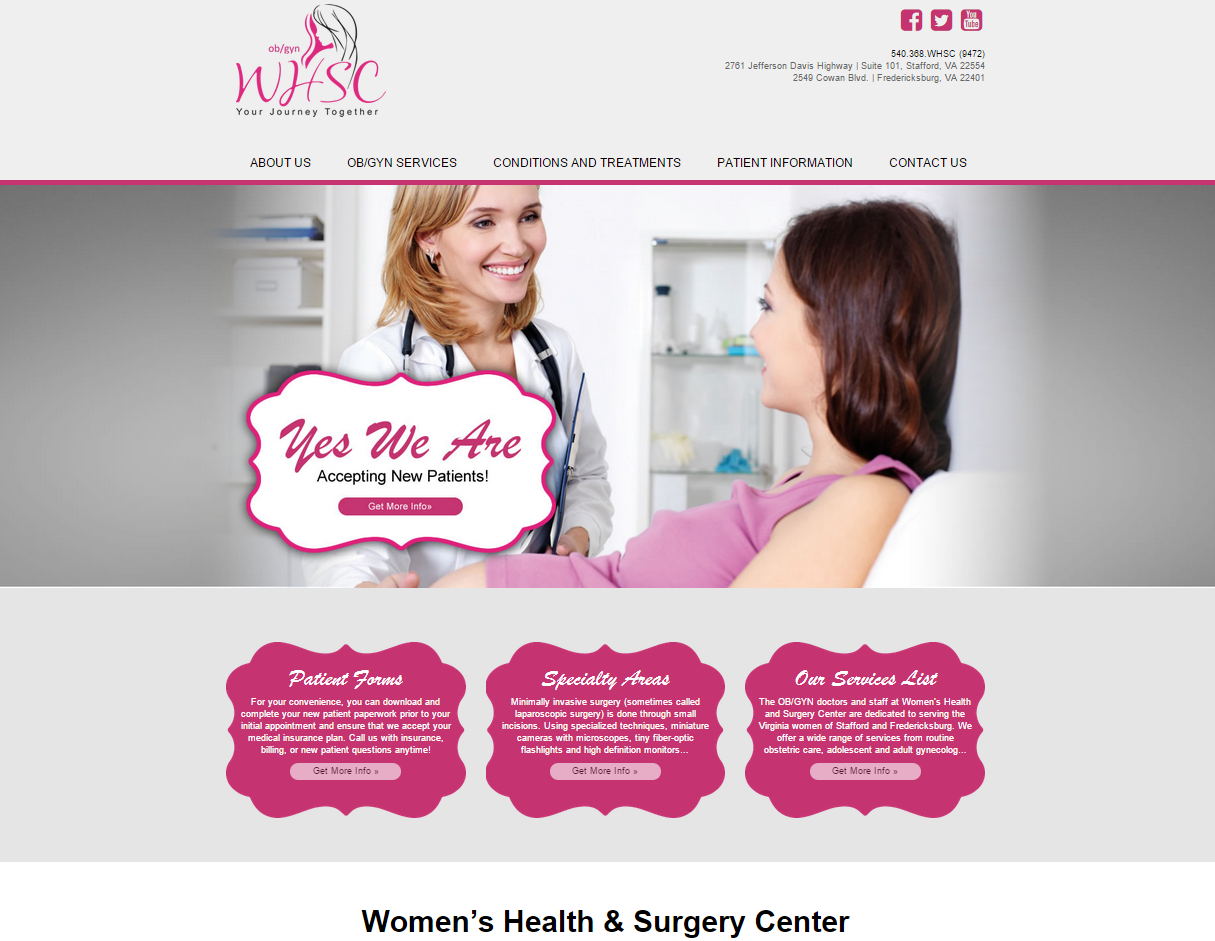 ob/gyn
WHSC
Your Journey Together
You
Tube
540.368.WHSC (9472)
2761 Jefferson Davis Highway | Suite 101, Stafford, VA 22554
2549 Cowan Blvd. | Fredericksburg, VA 22401
ABOUT US OB/GYN SERVICES CONDITIONS AND TREATMENTS PATIENT INFORMATION CONTACT US
Yes We Are
Accepting New Patients!
Get More Info»
Patient Forms
For your convenience, you can download and
complete your new patient paperwork prior to your
initial appointment and ensure that we accept your
medical insurance plan. Call us with insurance,
billing, or new patient questions anytime!
Get More Info »
Specialty Areas
Minimally invasive surgery (sometimes called
laparoscopic surgery) is done through small
incisions. Using specialized techniques, miniature
cameras with microscopes, tiny fiber-optic
flashlights and high definition monitors...
Get More Info »
Our Services List
The OB/GYN doctors and staff at Women's Health
and Surgery Center are dedicated to serving the
Virginia women of Stafford and Fredericksburg. We
offer a wide range of services from routine
obstetric care, adolescent and adult gynecolog...
Get More Info »
Women's Health & Surgery Center